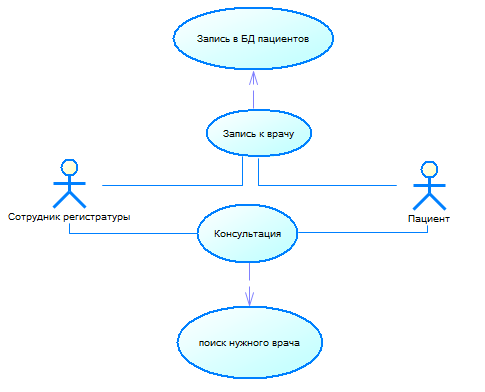 Запись в БД пациентов
Запись к врачу
Сотрудник регистратуры
Пациент
Консультация
поиск нужного врача